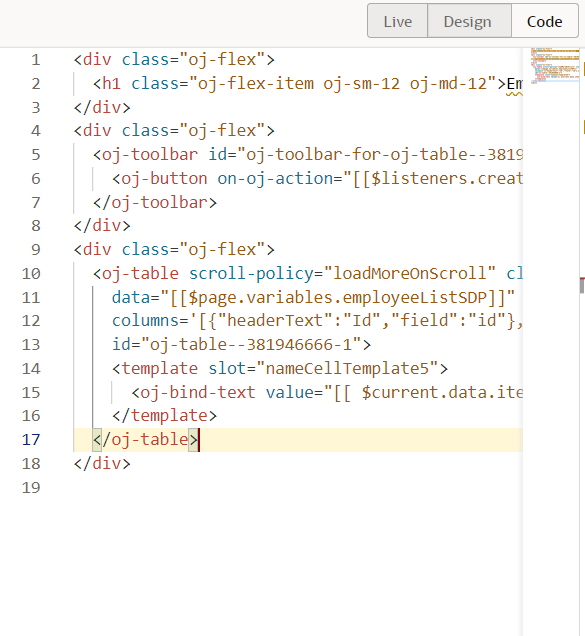 Live Design Code
1 <div class="oj-flex">
2 <h1 class="oj-flex-item oj-sm-12 oj-md-12">Em
3 </div>
4 <div class="oj-flex">
5 <oj-toolbar id="oj-toolbar-for-oj-table--3819
6 <oj-button on-oj-action="[[$listeners.creat
7 </oj-toolbar>
8 </div>
9 <div class="oj-flex">
10 <oj-table scroll-policy="loadMoreOnScroll" cl
11 data="[[$page.variables.employeeListSDP]]"
12 columns='[{"headerText":"Id","field":"id"},
13 id="oj-table--381946666-1">
14 <template slot="nameCellTemplate5">
15 <oj-bind-text value="[[ $current.data.ite
16 </template>
17 </oj-table>
18 </div>
19